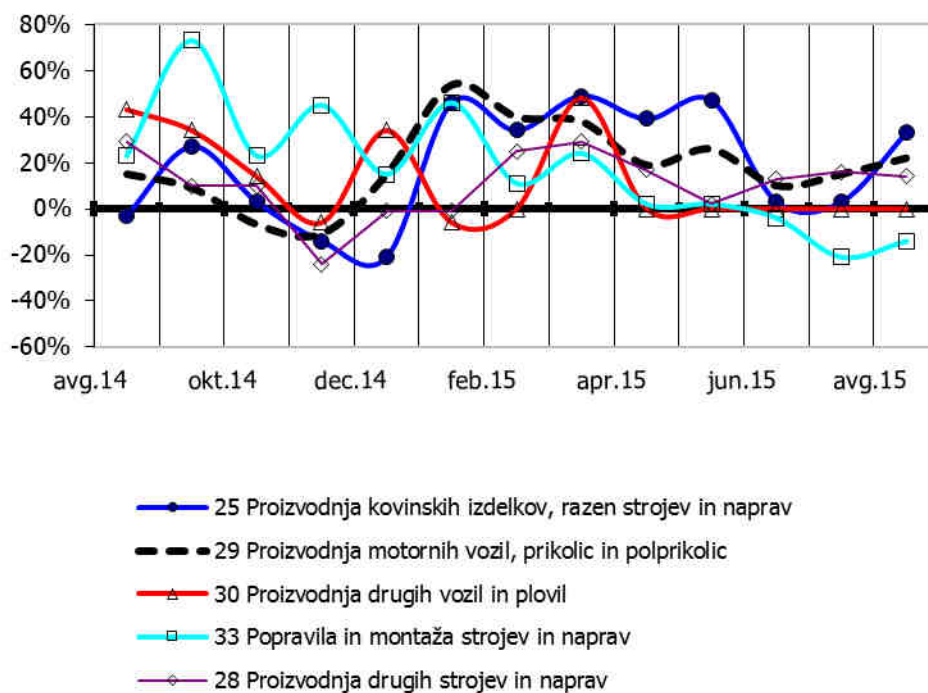 80%
60%
40%
20%
0%
-20%
-40%
-60%
avg.14 okt.14 dec.14 feb.15 apr.15 jun.15 avg.15
25 Proizvodnja kovinskih izdelkov, razen strojev in naprav
29 Proizvodnja motornih vozil, prikolic in polprikolic
30 Proizvodnja drugih vozil in plovil
33 Popravila in montaža strojev in naprav
28 Proizvodnja drugih strojev in naprav